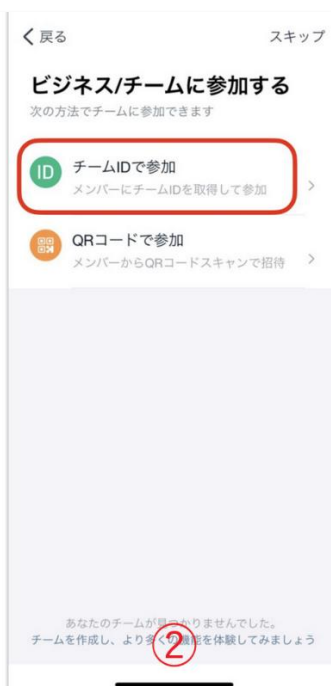 戻る
スキップ
ビジネス/チームに参加する
次の方法でチームに参加できます
ID
チームIDで参加
メンバーにチームIDを取得して参加
QRコードで参加
メンバーからQRコードスキャンで招待
あなたのチームが見つかりませんでした。
チームを作成し、より多くの機能を体験してみましょう
②